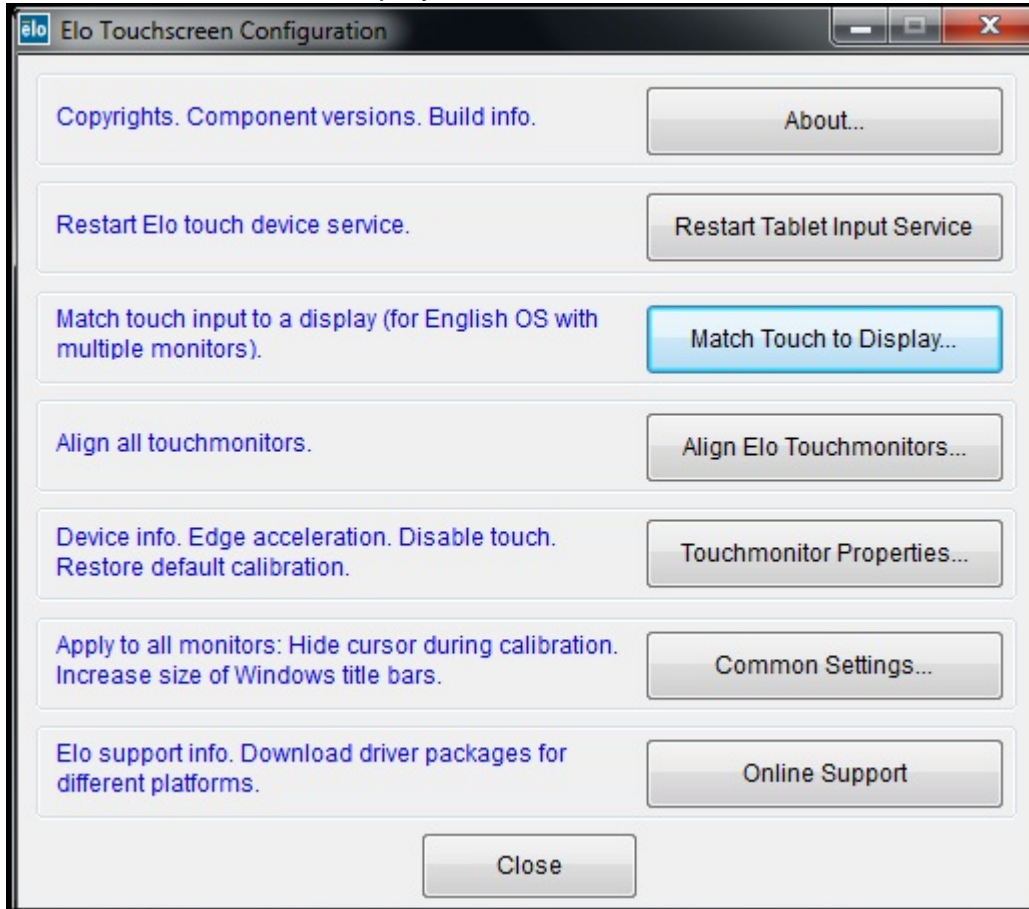 elo Elo Touchscreen Configuration
Copyrights. Component versions. Build info.
About...
Restart Elo touch device service.
Restart Tablet Input Service
Match touch input to a display (for English OS with
multiple monitors).
Match Touch to Display...
Align all touchmonitors.
Align Elo Touchmonitors...
Device info. Edge acceleration. Disable touch.
Restore default calibration.
Touchmonitor Properties...
Apply to all monitors: Hide cursor during calibration.
Increase size of Windows title bars.
Common Settings...
Elo support info. Download driver packages for
different platforms.
Online Support
Close